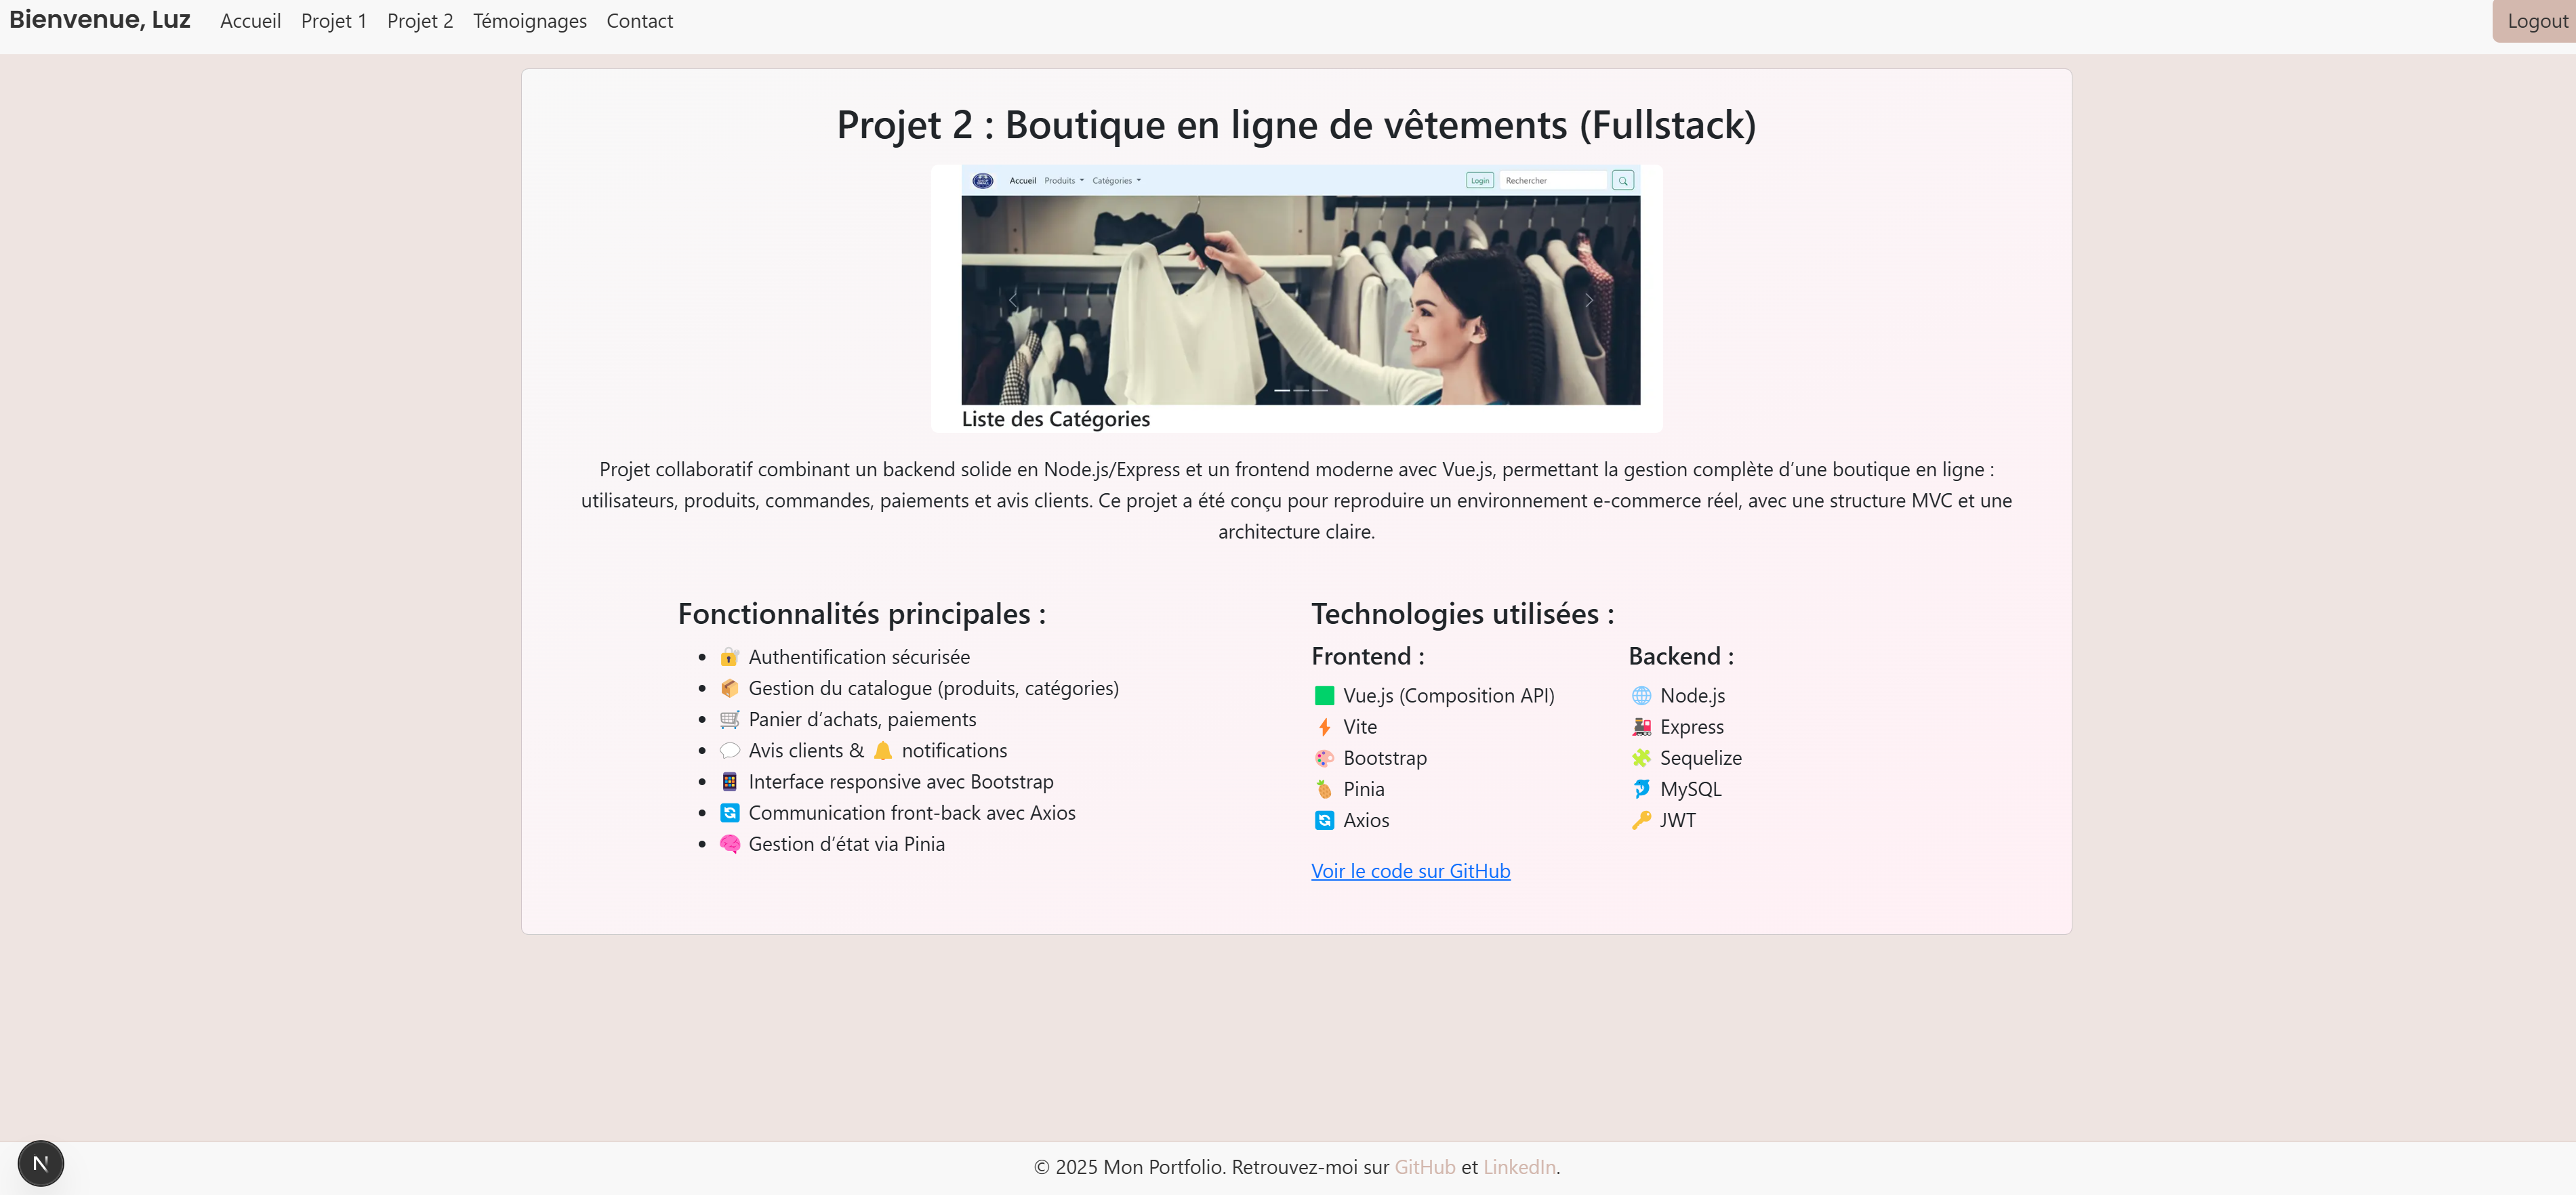 Bienvenue, Luz
Accueil
Projet 1
Projet 2
Témoignages
Contact
Logout
Projet 2 : Boutique en ligne de vêtements (Fullstack)
Accueil
Produits
Catégories
Login
Rechercher
Liste des Catégories
Projet collaboratif combinant un backend solide en Node.js/Express et un frontend moderne avec Vue.js, permettant la gestion complète d’une boutique en ligne :
utilisateurs, produits, commandes, paiements et avis clients. Ce projet a été conçu pour reproduire un environnement e-commerce réel, avec une structure MVC et une
architecture claire.
Fonctionnalités principales :
• 🔐 Authentification sécurisée
• 📦 Gestion du catalogue (produits, catégories)
• 🛒 Panier d’achats, paiements
• 💬 Avis clients & 🔔 notifications
• 📱 Interface responsive avec Bootstrap
• 🔄 Communication front-back avec Axios
• 🧠 Gestion d’état via Pinia
Technologies utilisées :
Frontend :
🟩 Vue.js (Composition API)
⚡ Vite
🎨 Bootstrap
🍍 Pinia
🔄 Axios
Backend :
🌐 Node.js
🚂 Express
🧩 Sequelize
🐬 MySQL
🔑 JWT
Voir le code sur GitHub
N
© 2025 Mon Portfolio. Retrouvez-moi sur GitHub et LinkedIn.